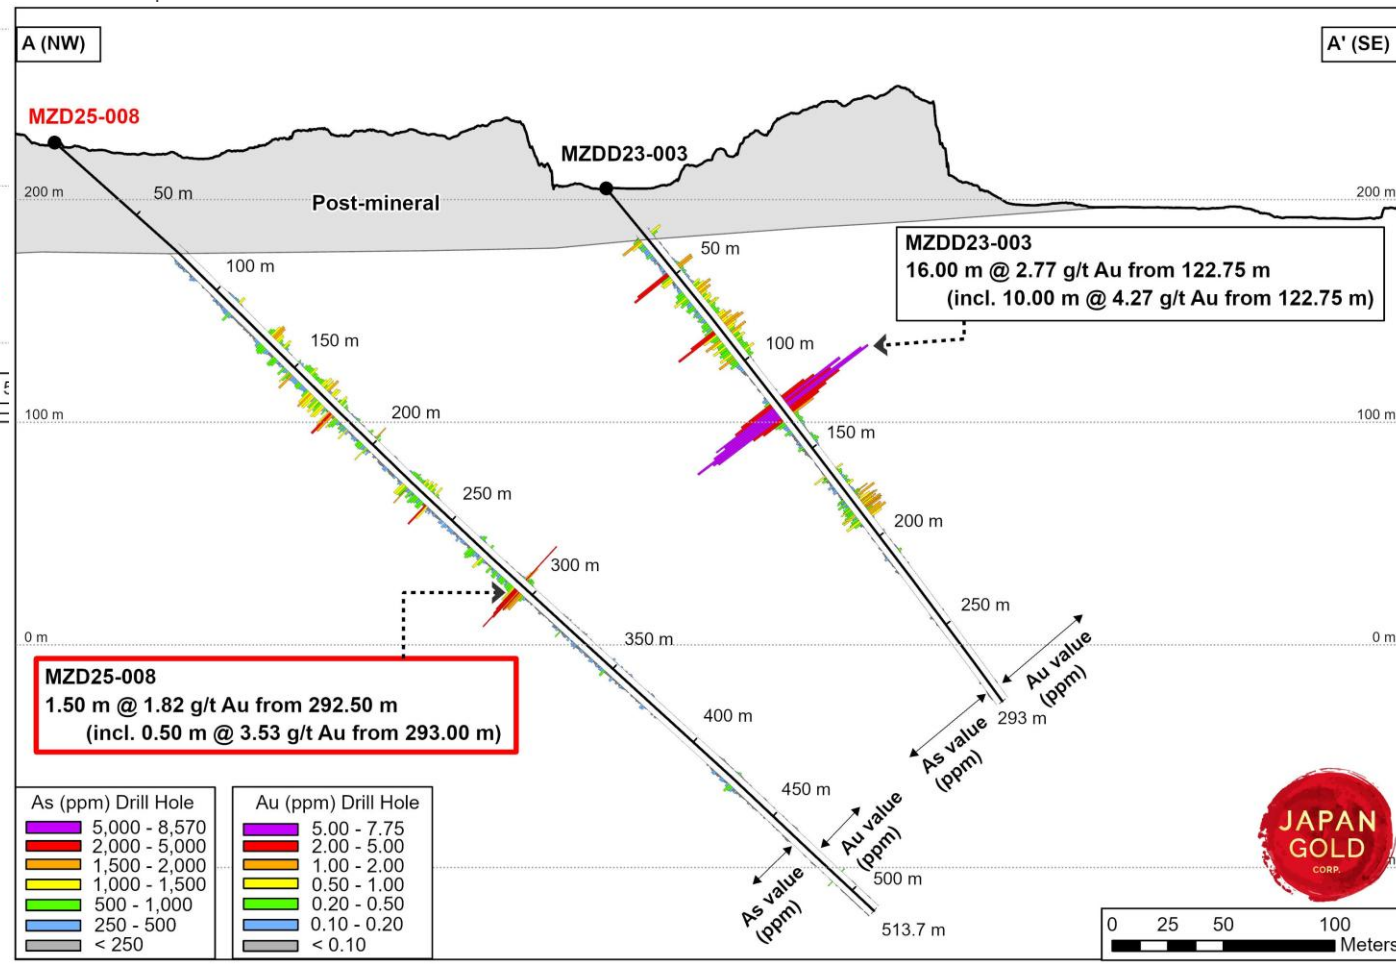 A (NW)
A' (SE)
MZD25-008
MZDD23-003
200 m
50 m
Post-mineral
200 m
MZDD23-003
16.00 m @ 2.77 g/t Au from 122.75 m
(incl. 10.00 m @ 4.27 g/t Au from 122.75 m)
50 m
100 m
150 m
100 m
100 m
200 m
150 m
100 m
250 m
200 m
300 m
250 m
0 m
350 m
0 m
MZD25-008
1.50 m @ 1.82 g/t Au from 292.50 m
(incl. 0.50 m @ 3.53 g/t Au from 293.00 m)
Au value
(ppm)
As value
(ppm)
293 m
400 m
450 m
Au value
(ppm)
As value
(ppm)
500 m
513.7 m
As (ppm) Drill Hole
5,000 - 8,570
2,000 - 5,000
1,500 - 2,000
1,000 - 1,500
500 - 1,000
250 - 500
< 250
Au (ppm) Drill Hole
5.00 - 7.75
2.00 - 5.00
1.00 - 2.00
0.50 - 1.00
0.20 - 0.50
0.10 - 0.20
< 0.10
JAPAN
GOLD
CORP.
0 25 50 100
Meters